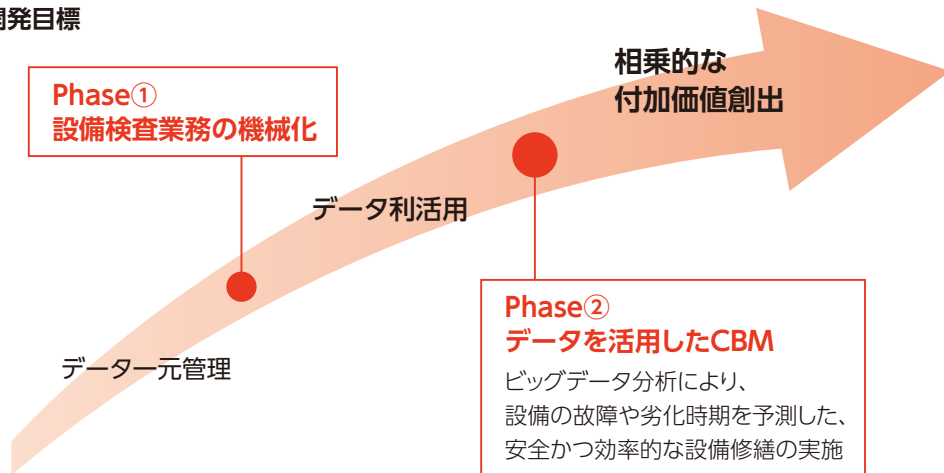 開発目標
相乗的な
付加価値創出
Phase①
設備検査業務の機械化
データ利活用
データ一元管理
Phase②
データを活用したCBM
ビッグデータ分析により、
設備の故障や劣化時期を予測した、
安全かつ効率的な設備修繕の実施